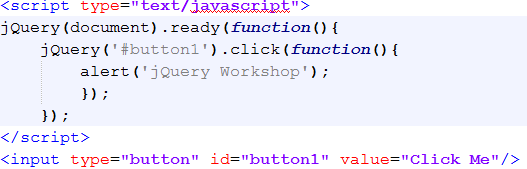 <script type="text/javascript">
jQuery(document).ready(function(){
    jQuery('#button1').click(function(){
        alert('jQuery Workshop');
        });
    });
</script>
<input type="button" id="button1" value="Click Me"/>